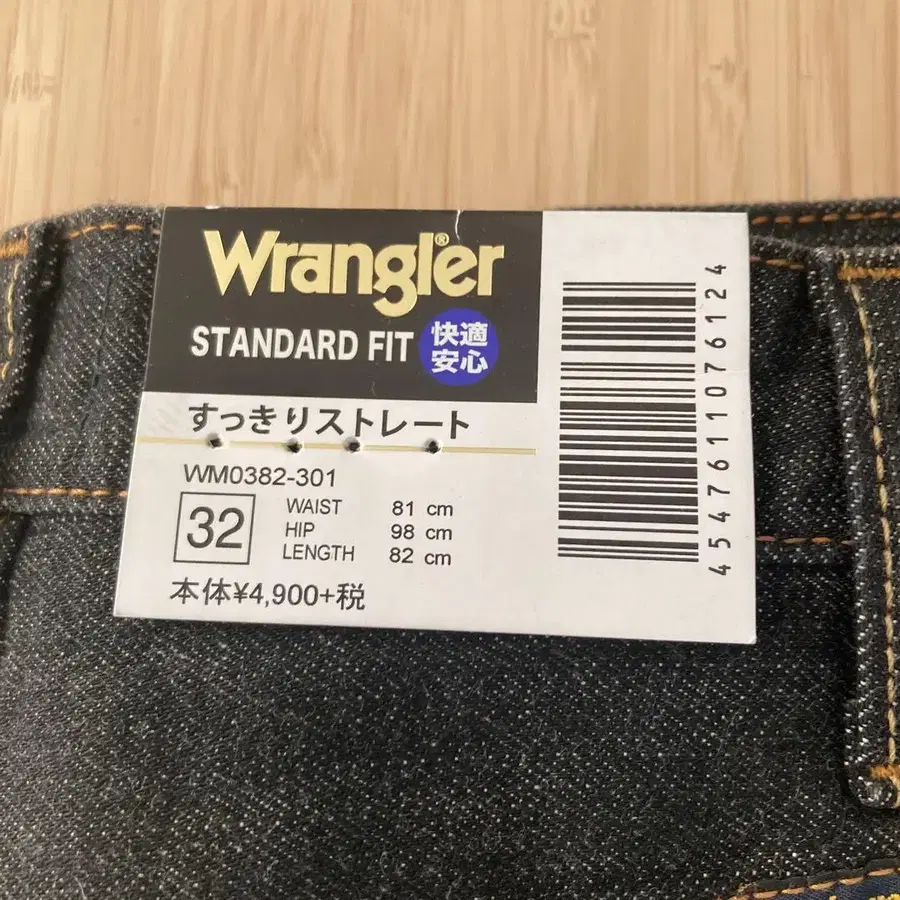 Wrangler®
STANDARD FIT
快適
安心
すっきりストレート
WM0382-301
32
WAIST 81 cm
HIP 98 cm
LENGTH 82 cm
本体¥4,900+税
4547611076124